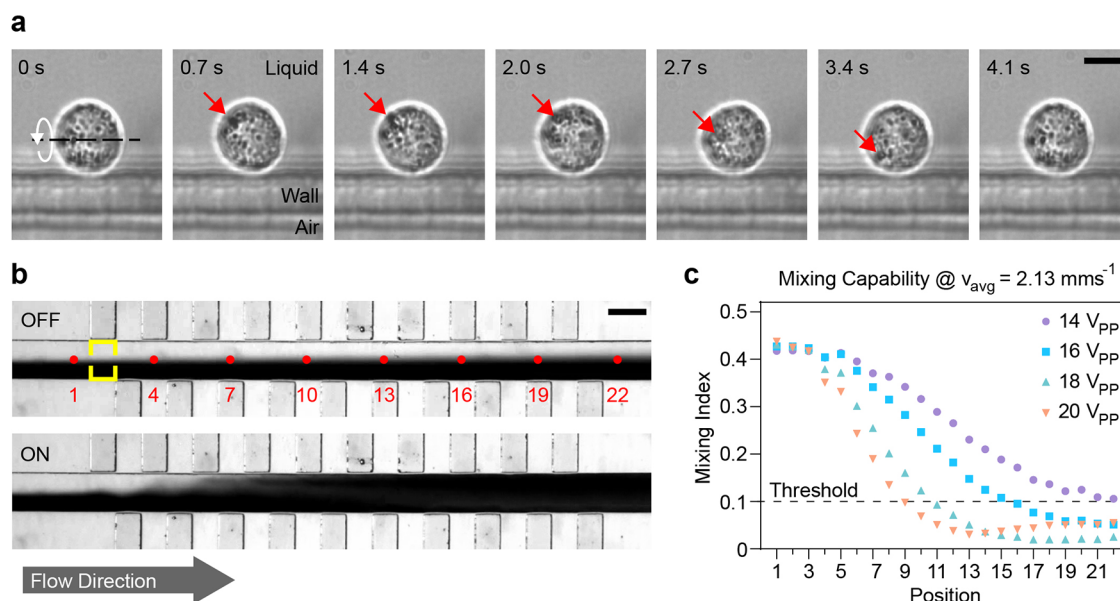 a
0 s
0.7 s
Liquid
1.4 s
2.0 s
2.7 s
3.4 s
4.1 s
Wall
Air
b
OFF
1 4 7 10 13 16 19 22
ON
Flow Direction
c
Mixing Capability @ v_avg = 2.13 mms⁻¹
0.5
0.4
0.3
0.2
0.1
0
Mixing Index
14 V_PP
16 V_PP
18 V_PP
20 V_PP
Threshold
1 3 5 7 9 11 13 15 17 19 21
Position